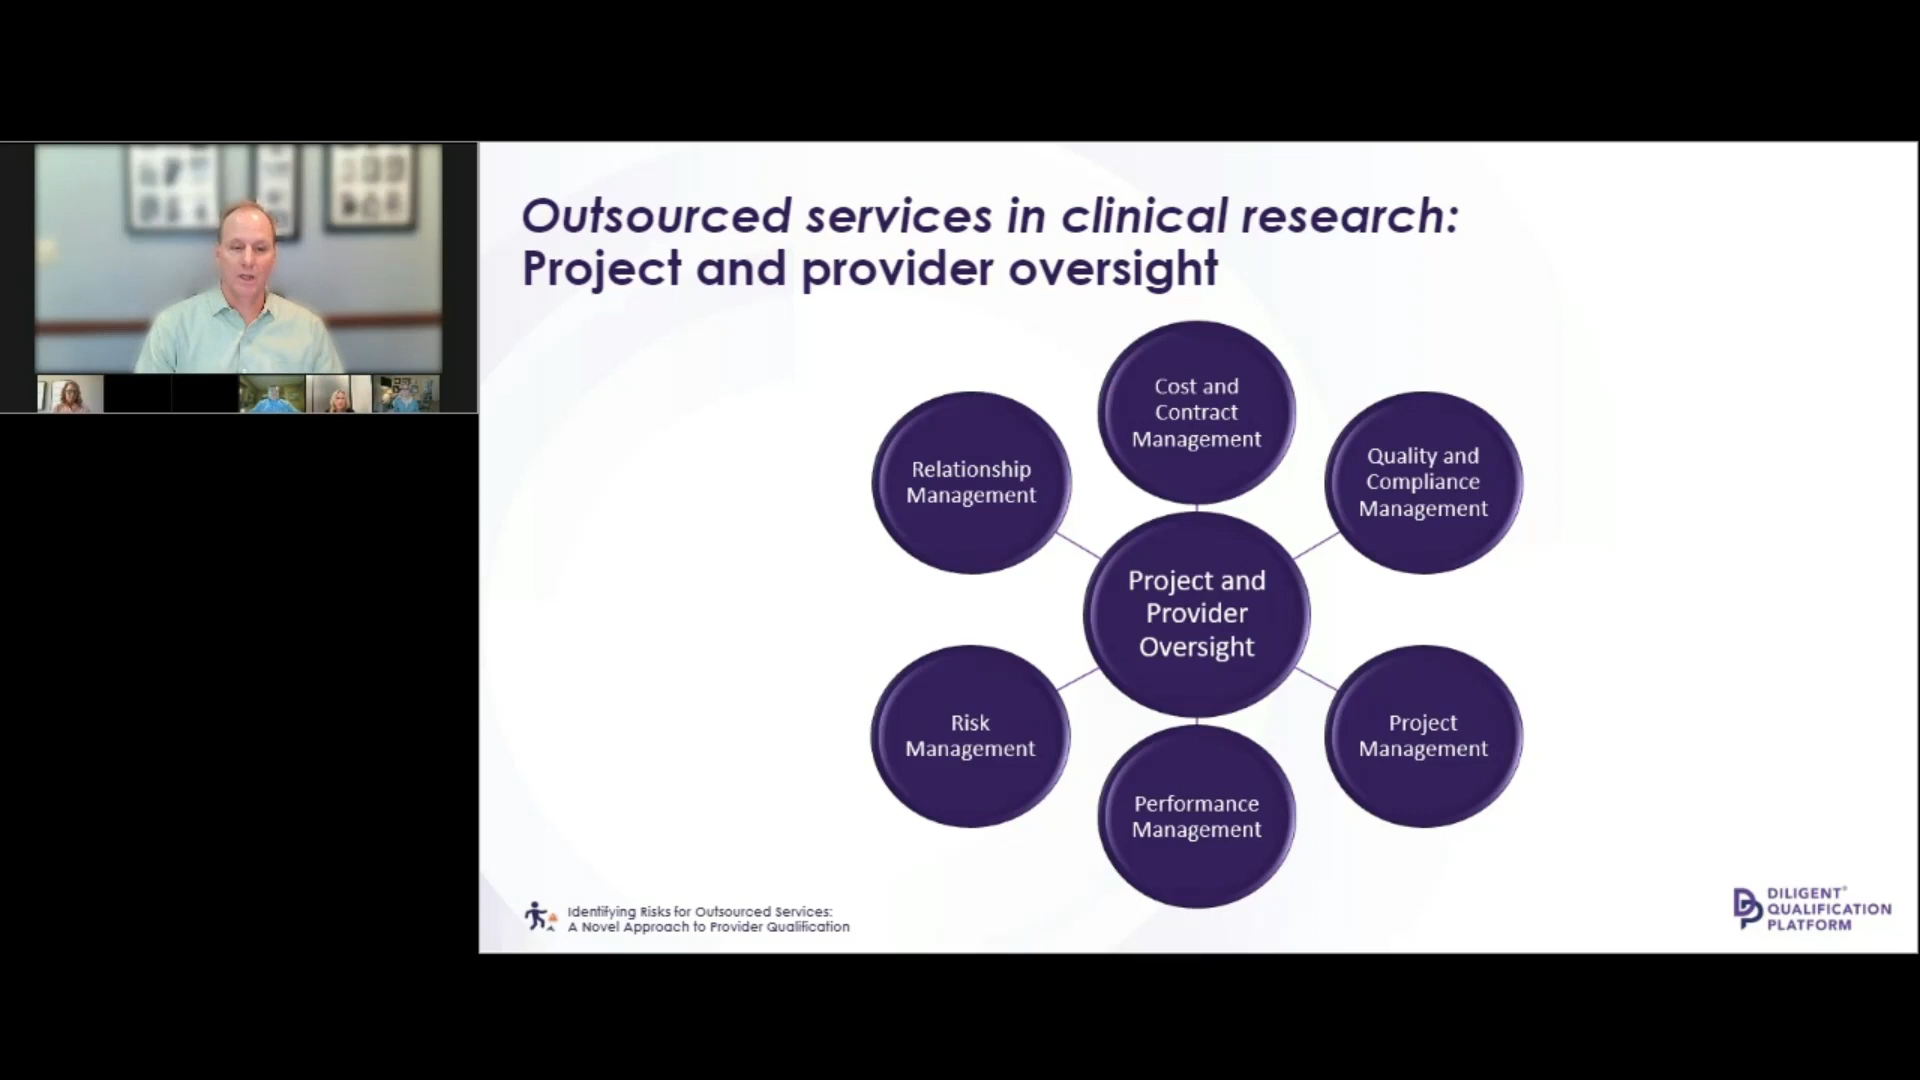 Outsourced services in clinical research:
Project and provider oversight
Cost and
Contract
Management
Relationship
Management
Quality and
Compliance
Management
Project and
Provider
Oversight
Risk
Management
Project
Management
Performance
Management
Identifying Risks for Outsourced Services:
A Novel Approach to Provider Qualification
DILIGENT®
QUALIFICATION
PLATFORM